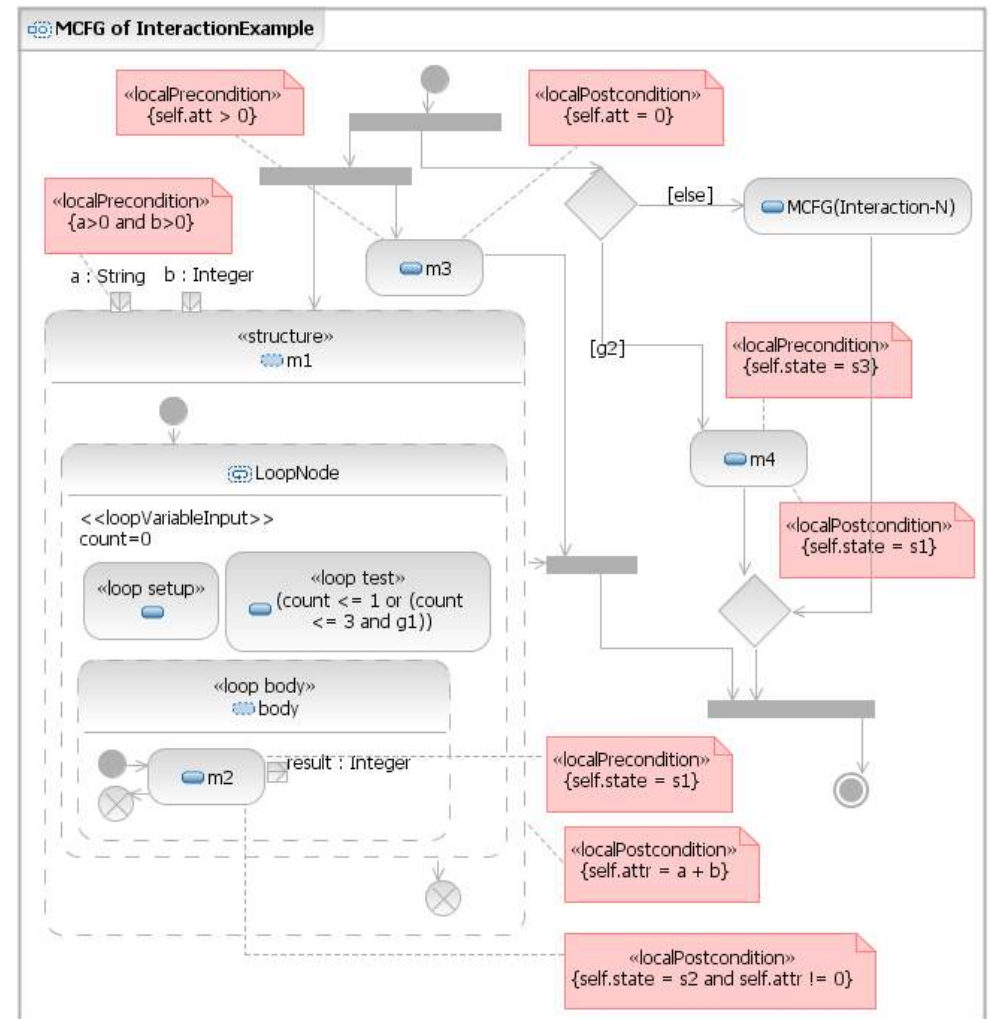 MCFG of InteractionExample
«localPrecondition»
{self.att > 0}
«localPostcondition»
{self.att = 0}
«localPrecondition»
{a>0 and b>0}
[else]
MCFG(Interaction-N)
m3
a : String
b : Integer
«structure»
m1
[g2]
«localPrecondition»
{self.state = s3}
m4
LoopNode
<<loopVariableInput>>
count=0
«loop setup»
«loop test»
(count <= 1 or (count
<= 3 and g1))
«localPostcondition»
{self.state = s1}
«loop body»
body
m2
result : Integer
«localPrecondition»
{self.state = s1}
«localPostcondition»
{self.attr = a + b}
«localPostcondition»
{self.state = s2 and self.attr != 0}